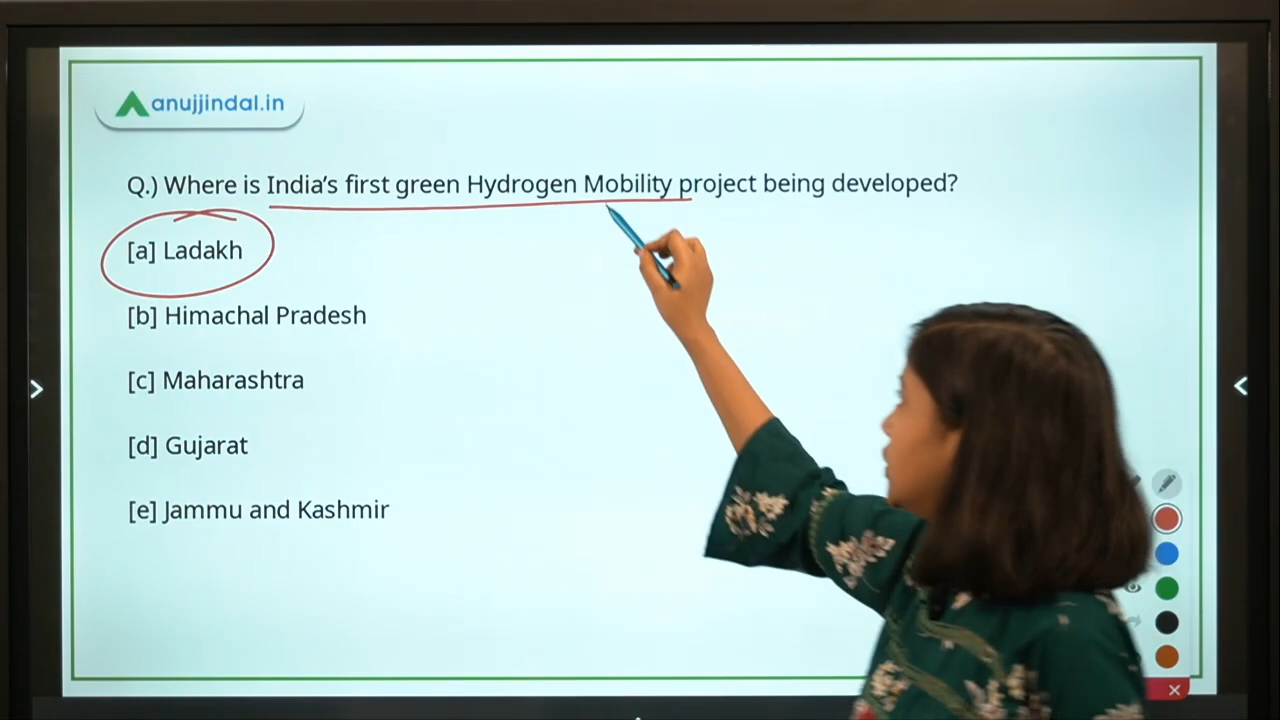 anujjindal.in
Q.) Where is India's first green Hydrogen Mobility project being developed?
[a] Ladakh
[b] Himachal Pradesh
[c] Maharashtra
[d] Gujarat
[e] Jammu and Kashmir